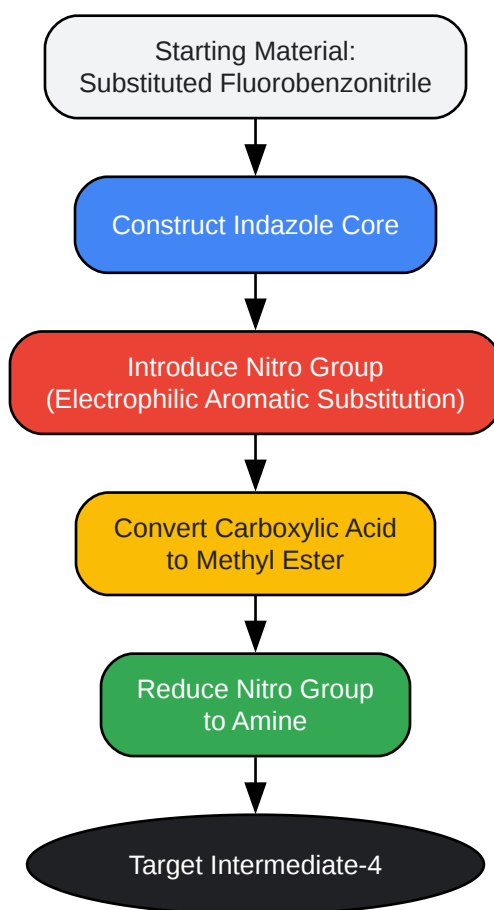 Starting Material:
Substituted Fluorobenzonitrile
Construct Indazole Core
Introduce Nitro Group
(Electrophilic Aromatic Substitution)
Convert Carboxylic Acid
to Methyl Ester
Reduce Nitro Group
to Amine
Target Intermediate-4